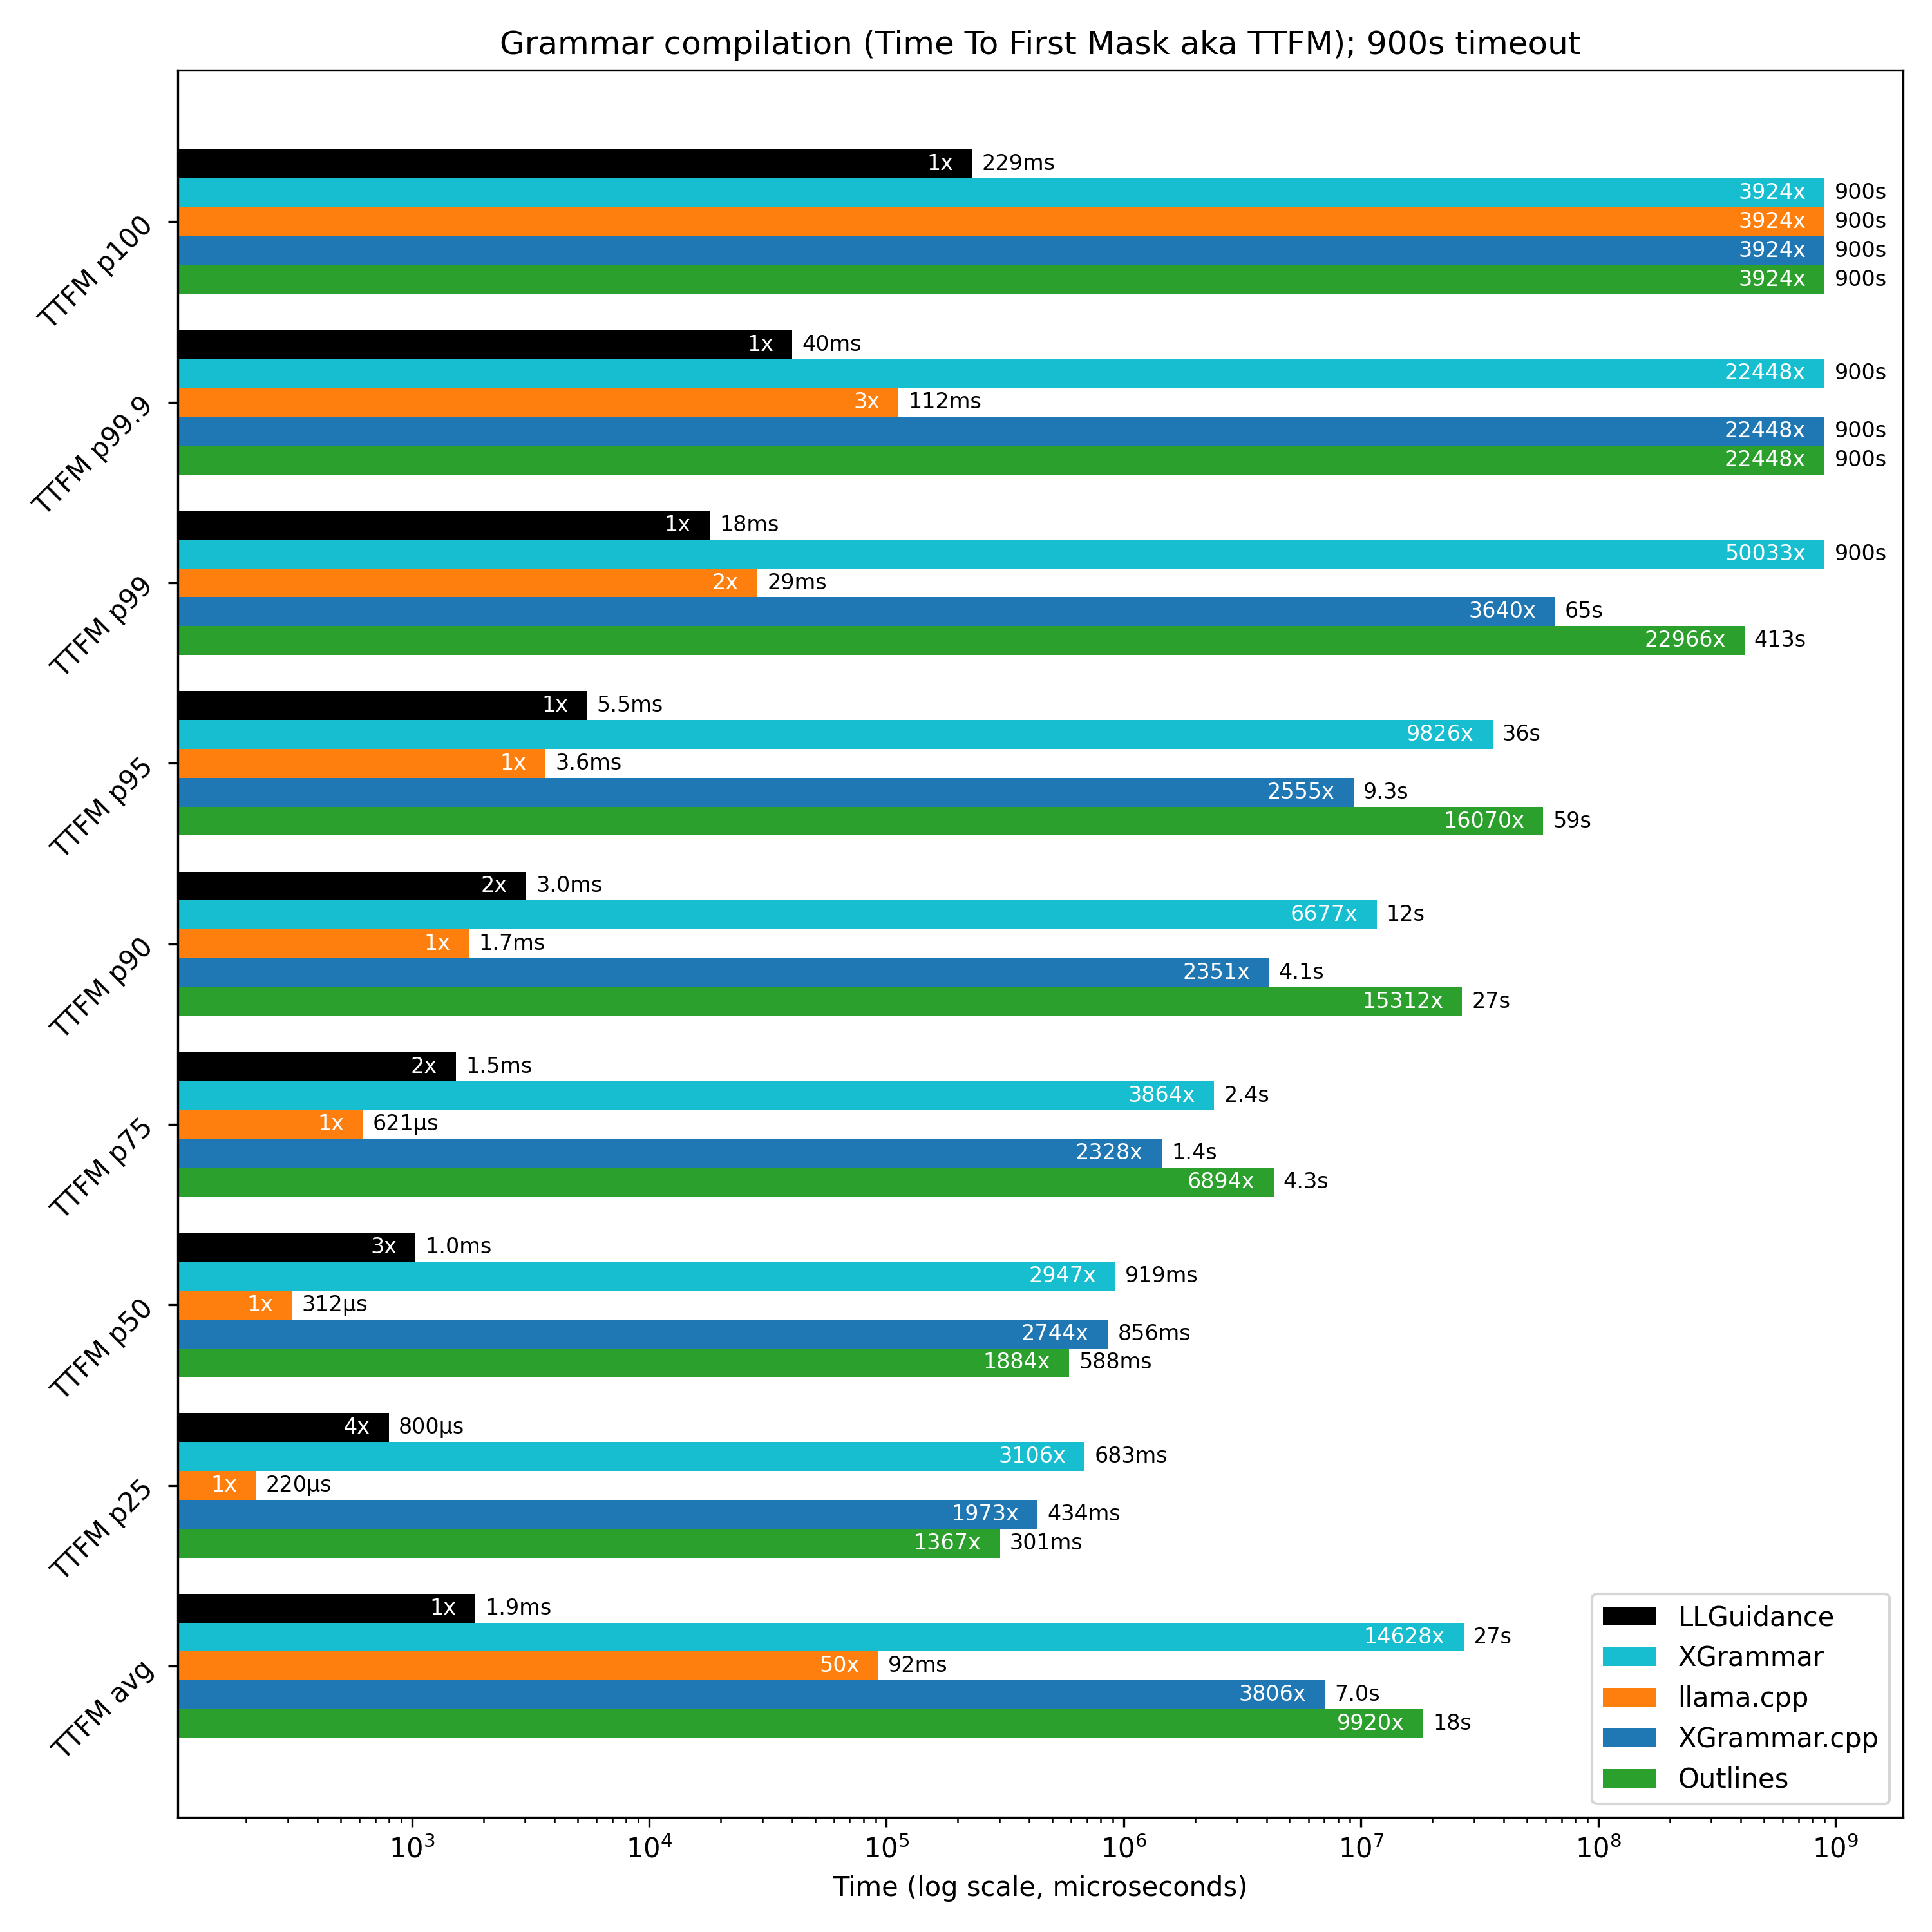 Grammar compilation (Time To First Mask aka TTFM); 900s timeout
TTFM p100
1x 229ms
3924x 900s
3924x 900s
3924x 900s
3924x 900s
TTFM p99.9
1x 40ms
22448x 900s
3x 112ms
22448x 900s
22448x 900s
TTFM p99
1x 18ms
50033x 900s
2x 29ms
3640x 65s
22966x 413s
TTFM p95
1x 5.5ms
9826x 36s
1x 3.6ms
2555x 9.3s
16070x 59s
TTFM p90
2x 3.0ms
6677x 12s
1x 1.7ms
2351x 4.1s
15312x 27s
TTFM p75
2x 1.5ms
3864x 2.4s
1x 621µs
2328x 1.4s
6894x 4.3s
TTFM p50
3x 1.0ms
2947x 919ms
1x 312µs
2744x 856ms
1884x 588ms
TTFM p25
4x 800µs
3106x 683ms
1x 220µs
1973x 434ms
1367x 301ms
TTFM avg
1x 1.9ms
14628x 27s
50x 92ms
3806x 7.0s
9920x 18s
LLGuidance
XGrammar
llama.cpp
XGrammar.cpp
Outlines
10³ 10⁴ 10⁵ 10⁶ 10⁷ 10⁸ 10⁹
Time (log scale, microseconds)